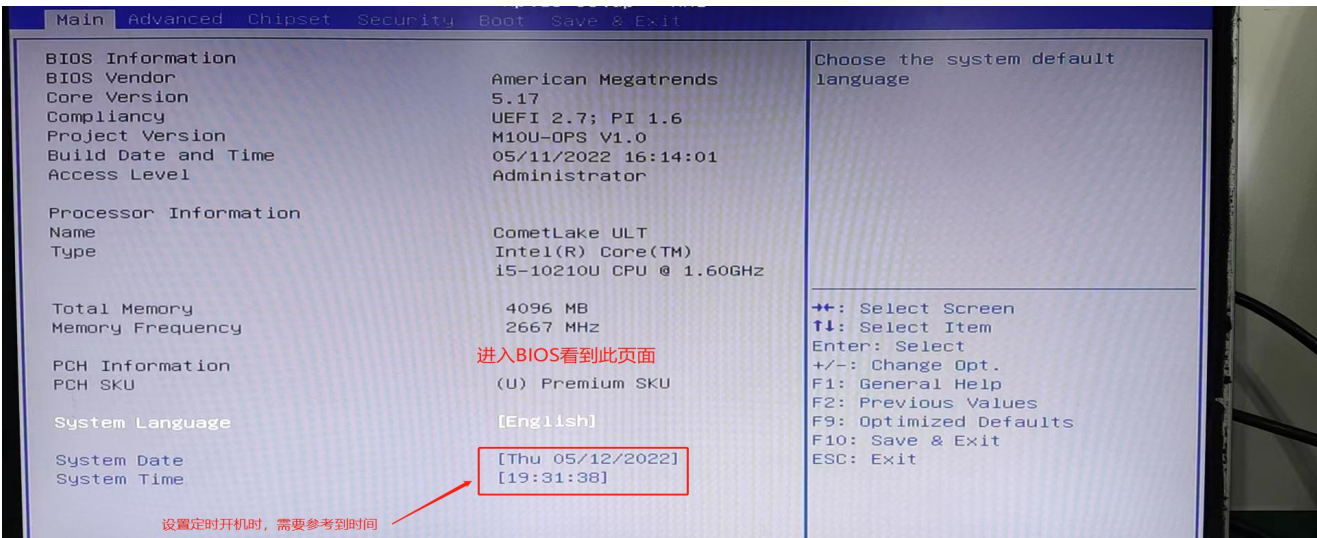 Main Advanced Chipset Security Boot Save & Exit
BIOS Information
BIOS Vendor American Megatrends
Core Version 5.17
Compliancy UEFI 2.7; PI 1.6
Project Version M10U-OPS V1.0
Build Date and Time 05/11/2022 16:14:01
Access Level Administrator
Processor Information
Name CometLake ULT
Type Intel(R) Core(TM)
i5-10210U CPU @ 1.60GHz
Total Memory 4096 MB
Memory Frequency 2667 MHz
进入BIOS看到此页面
PCH Information
PCH SKU (U) Premium SKU
System Language [English]
System Date [Thu 05/12/2022]
System Time [19:31:38]
设置定时开机时，需要参考到时间
Choose the system default
language
→←: Select Screen
↑↓: Select Item
Enter: Select
+/-: Change Opt.
F1: General Help
F2: Previous Values
F9: Optimized Defaults
F10: Save & Exit
ESC: Exit